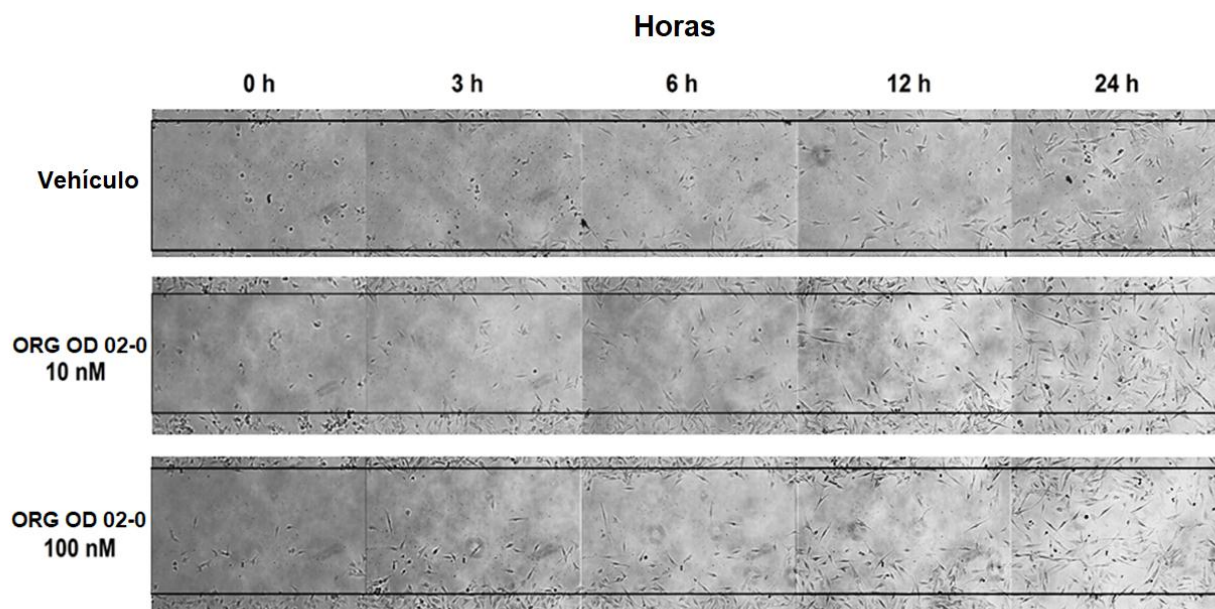 Horas
0 h 3 h 6 h 12 h 24 h
Vehículo
ORG OD 02-0
10 nM
ORG OD 02-0
100 nM